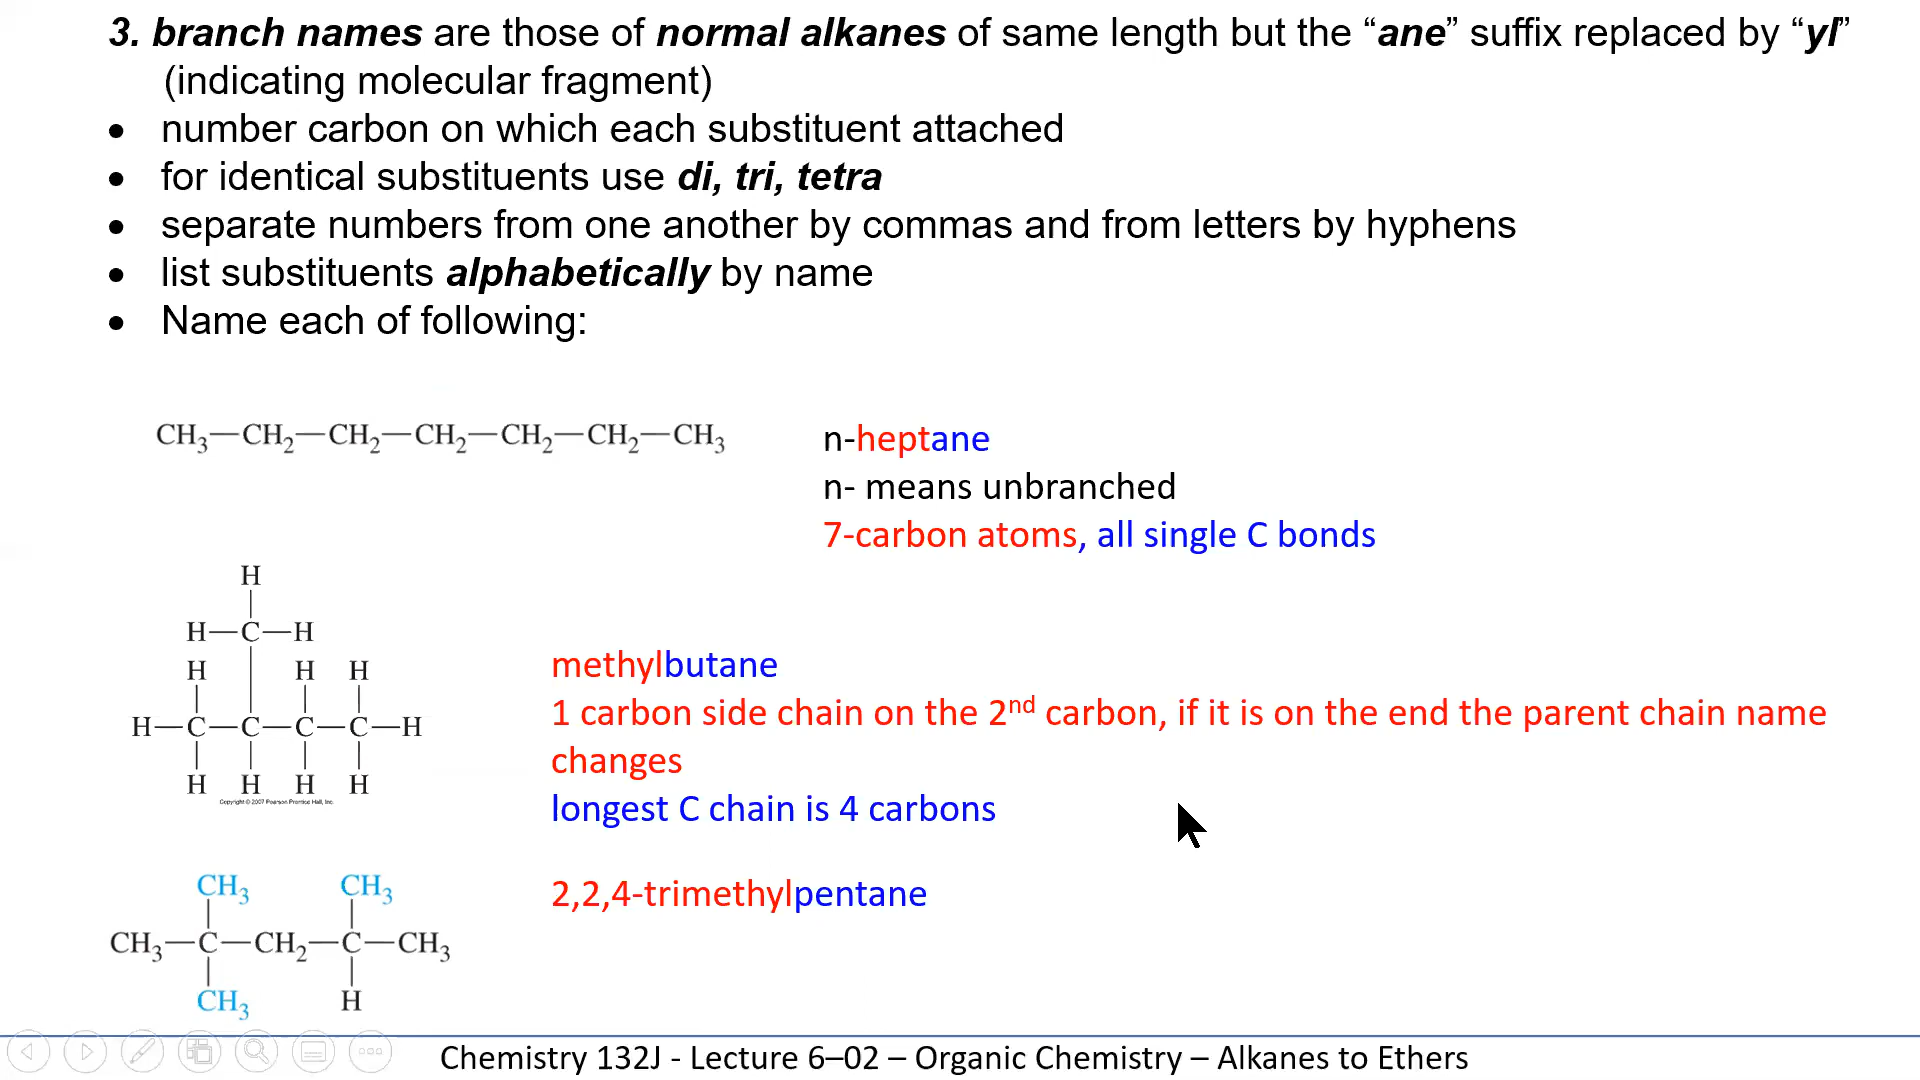 3. branch names are those of normal alkanes of same length but the “ane” suffix replaced by “yl”
(indicating molecular fragment)
• number carbon on which each substituent attached
• for identical substituents use di, tri, tetra
• separate numbers from one another by commas and from letters by hyphens
• list substituents alphabetically by name
• Name each of following:
CH₃—CH₂—CH₂—CH₂—CH₂—CH₂—CH₃
n-heptane
n- means unbranched
7-carbon atoms, all single C bonds
H
H—C—H
H H H
H—C—C—C—C—H
H H H H
Copyright © 2007 Pearson Prentice Hall, Inc.
methylbutane
1 carbon side chain on the 2nd carbon, if it is on the end the parent chain name
changes
longest C chain is 4 carbons
CH₃ CH₃
CH₃—C—CH₂—C—CH₃
CH₃ H
2,2,4-trimethylpentane
Chemistry 132J - Lecture 6–02 – Organic Chemistry – Alkanes to Ethers